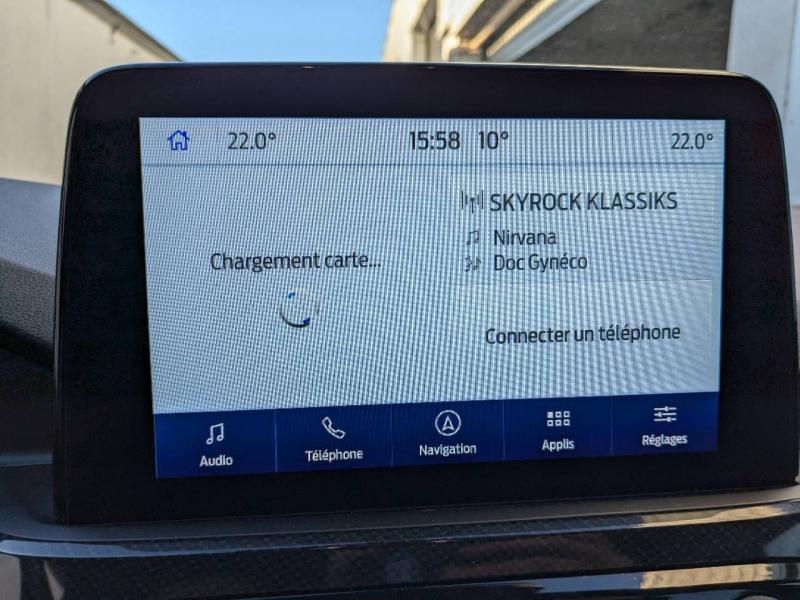 22.0° 15:58 10° 22.0°
SKYROCK KLASSIKS
Nirvana
Doc Gynéco
Chargement carte...
Connecter un téléphone
Audio Téléphone Navigation Applis Réglages